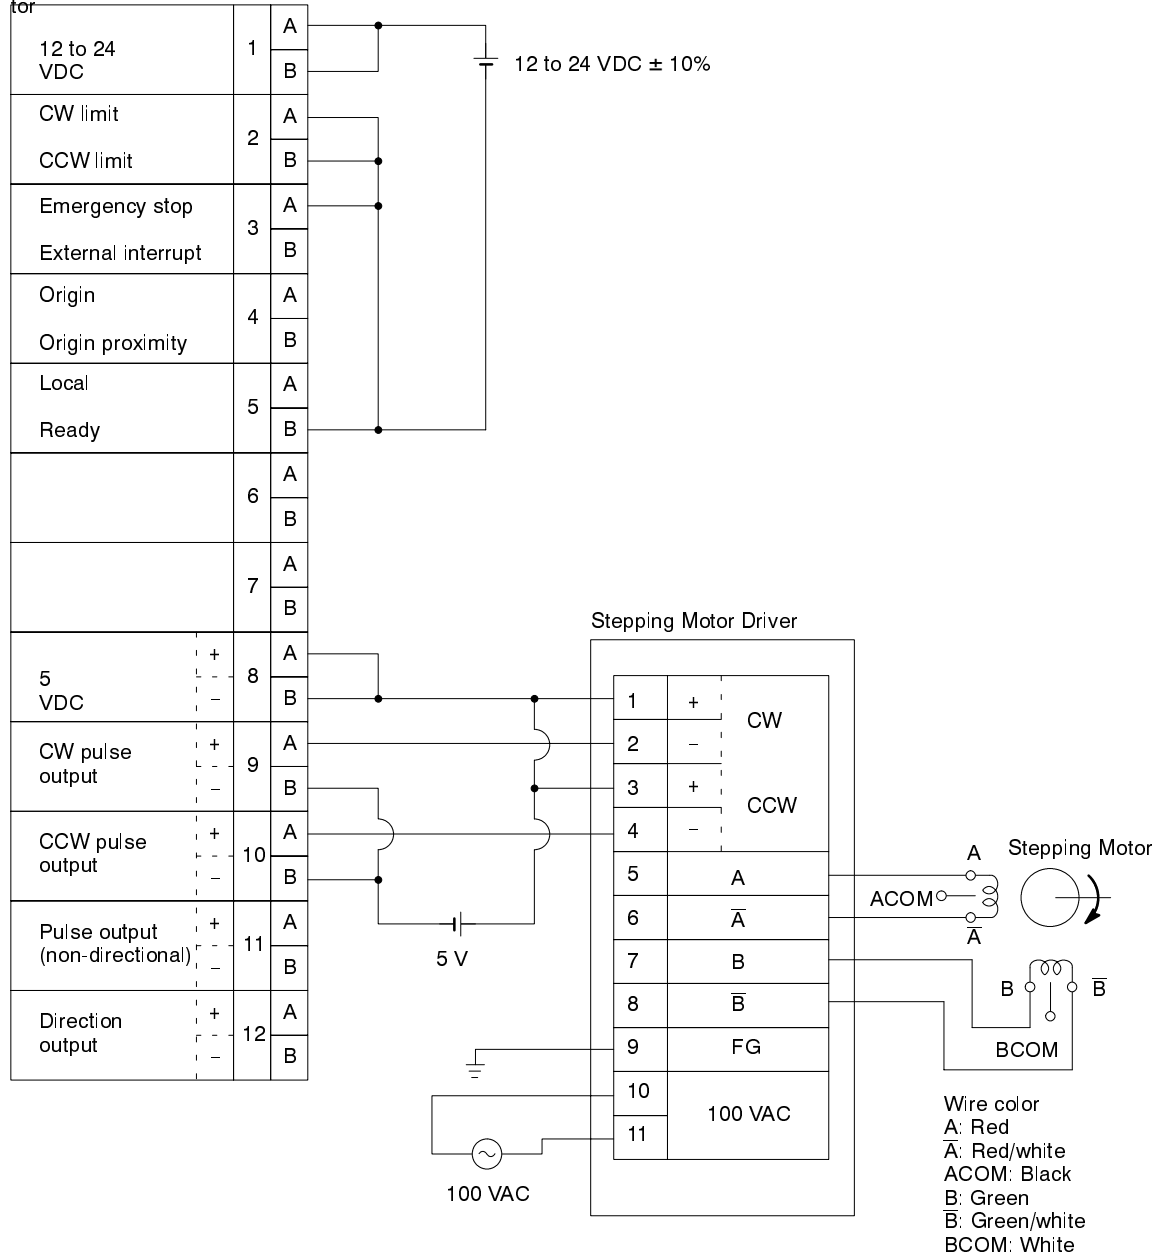 tor
12 to 24
VDC
1
A
B
12 to 24 VDC ± 10%
CW limit
CCW limit
2
A
B
Emergency stop
External interrupt
3
A
B
Origin
Origin proximity
4
A
B
Local
Ready
5
A
B
6
A
B
7
A
B
5
VDC
+
−
8
A
B
CW pulse
output
+
−
9
A
B
CCW pulse
output
+
−
10
A
B
Pulse output
(non-directional)
+
−
11
A
B
Direction
output
+
−
12
A
B
5 V
Stepping Motor Driver
1 +
2 −
CW
3 +
4 −
CCW
5 A
6 A̅
7 B
8 B̅
9 FG
10
11
100 VAC
100 VAC
Stepping Motor
A
ACOM
A̅
B
B̅
BCOM
Wire color
A: Red
A̅: Red/white
ACOM: Black
B: Green
B̅: Green/white
BCOM: White